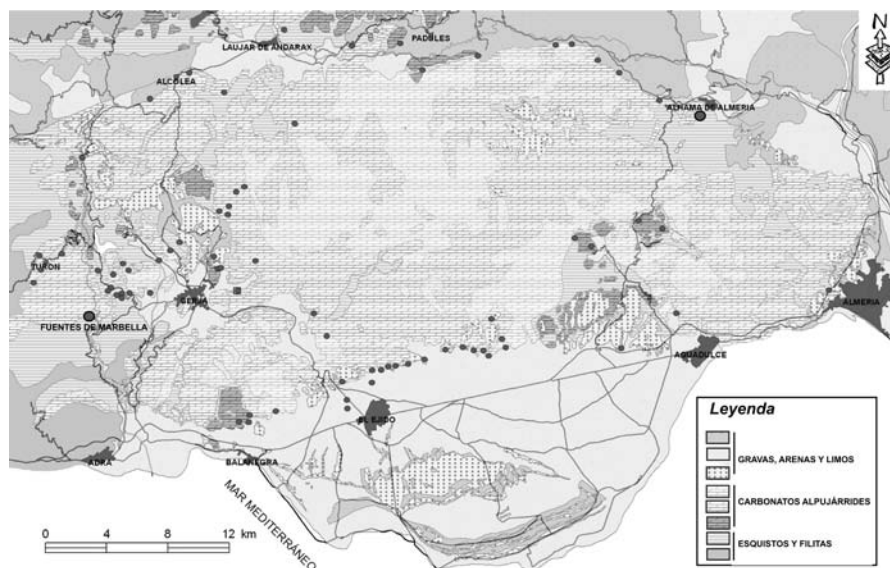 N
LAUJAR DE ANDARAX
PADULES
ALCOLEA
ALHAMA DE ALMERIA
TURON
BERJA
ALMERIA
FUENTES DE MARBELLA
AGUADULCE
EL EJIDO
ADRA
BALANEGRA
MAR MEDITERRÁNEO
0 4 8 12 km
Leyenda
GRAVAS, ARENAS Y LIMOS
CARBONATOS ALPUJÁRRIDES
ESQUISTOS Y FILITAS